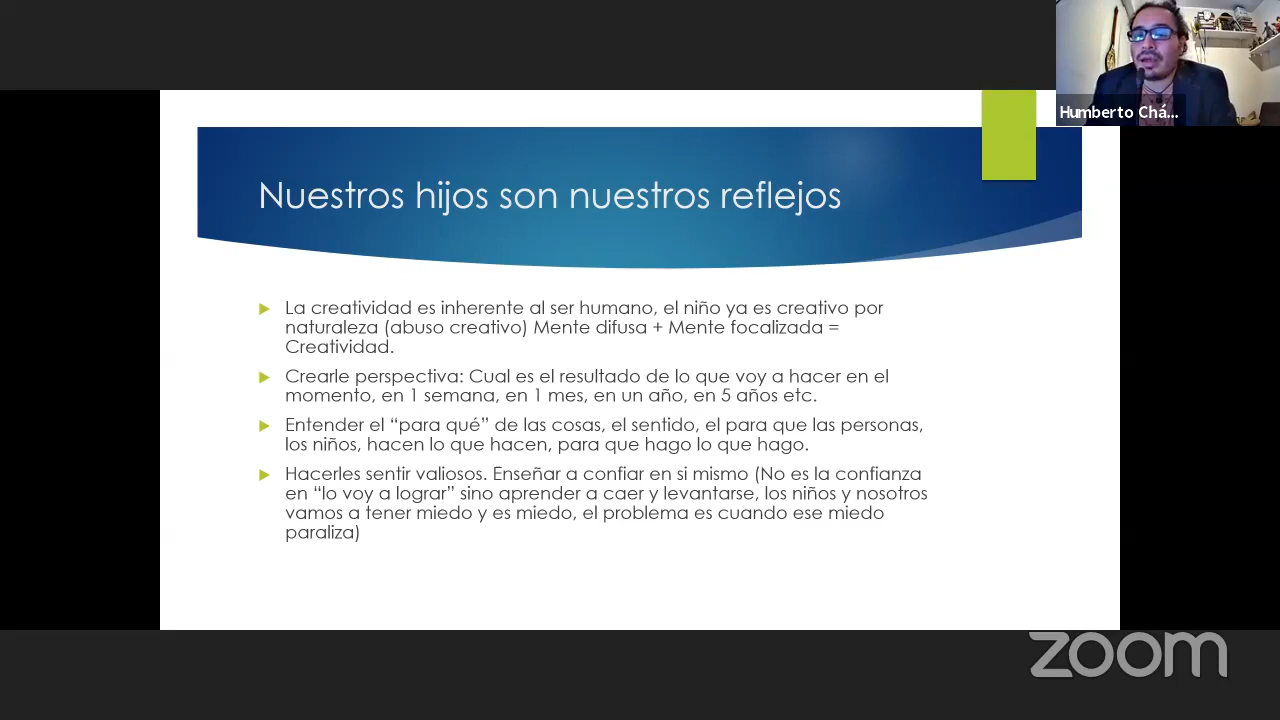 Humberto Chá...
Nuestros hijos son nuestros reflejos
La creatividad es inherente al ser humano, el niño ya es creativo por
naturaleza (abuso creativo) Mente difusa + Mente focalizada =
Creatividad.
Crearle perspectiva: Cual es el resultado de lo que voy a hacer en el
momento, en 1 semana, en 1 mes, en un año, en 5 años etc.
Entender el “para qué” de las cosas, el sentido, el para que las personas,
los niños, hacen lo que hacen, para que hago lo que hago.
Hacerles sentir valiosos. Enseñar a confiar en si mismo (No es la confianza
en “lo voy a lograr” sino aprender a caer y levantarse, los niños y nosotros
vamos a tener miedo y es miedo, el problema es cuando ese miedo
paraliza)
zoom